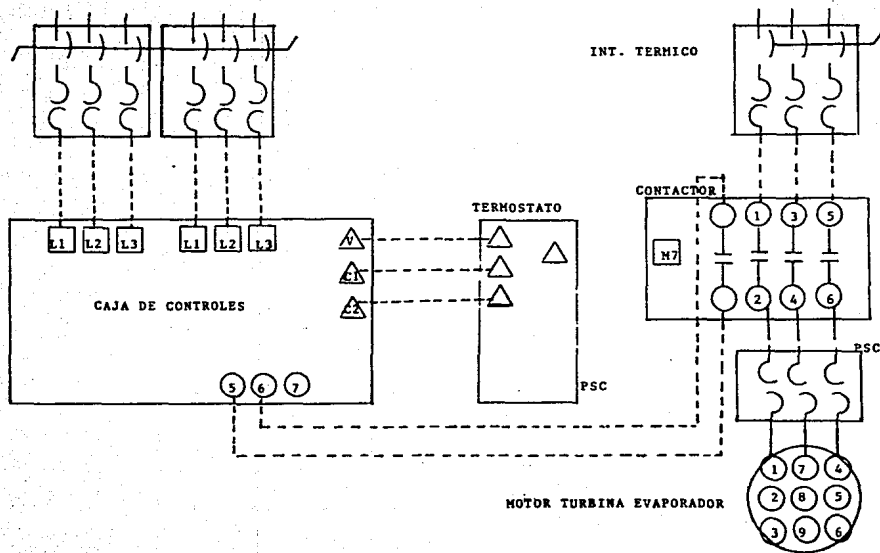 INT. TERMICO
CONTACTOR
1 3 5
M7
2 4 6
TERMOSTATO
L1 L2 L3 L1 L2 L3
V
C1
C2
CAJA DE CONTROLES
5 6 7
PSC
PSC
1 7 4
2 8 5
3 9 6
MOTOR TURBINA EVAPORADOR